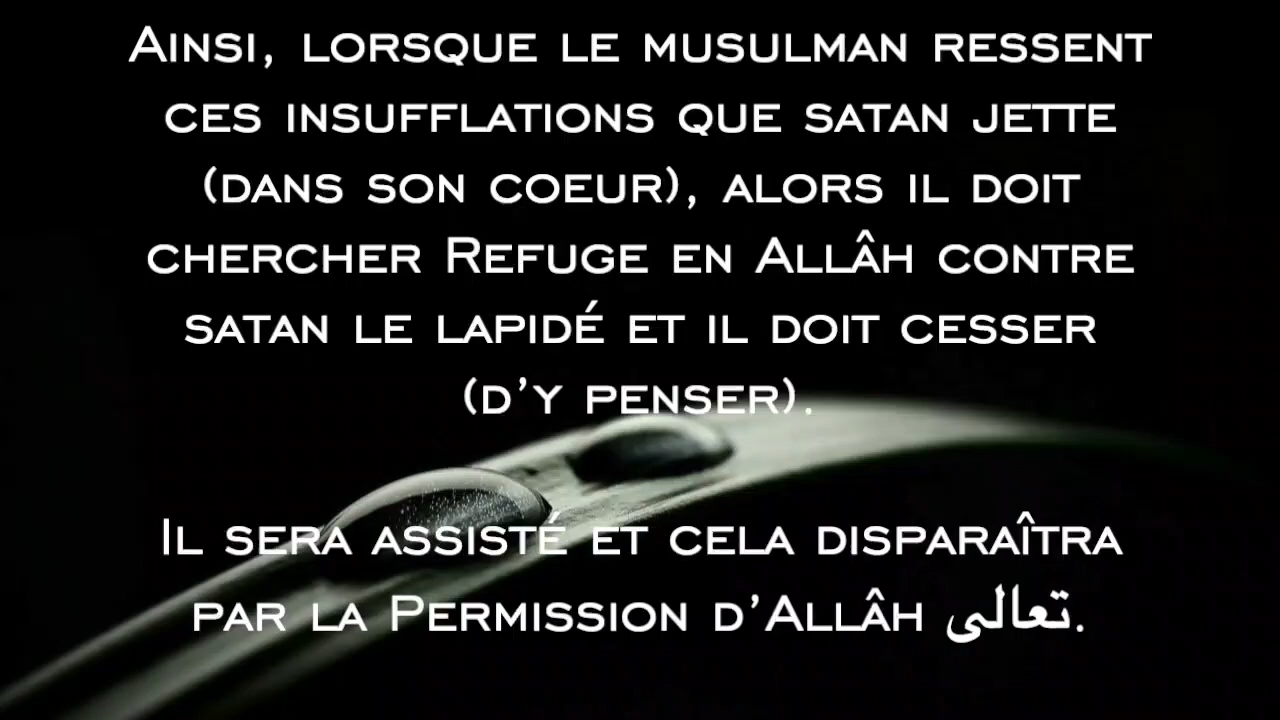 Ainsi, lorsque le musulman ressent
ces insufflations que satan jette
(dans son coeur), alors il doit
chercher Refuge en Allâh contre
satan le lapidé et il doit cesser
(d’y penser).
Il sera assisté et cela disparaîtra
par la Permission d’Allâh تعالى.